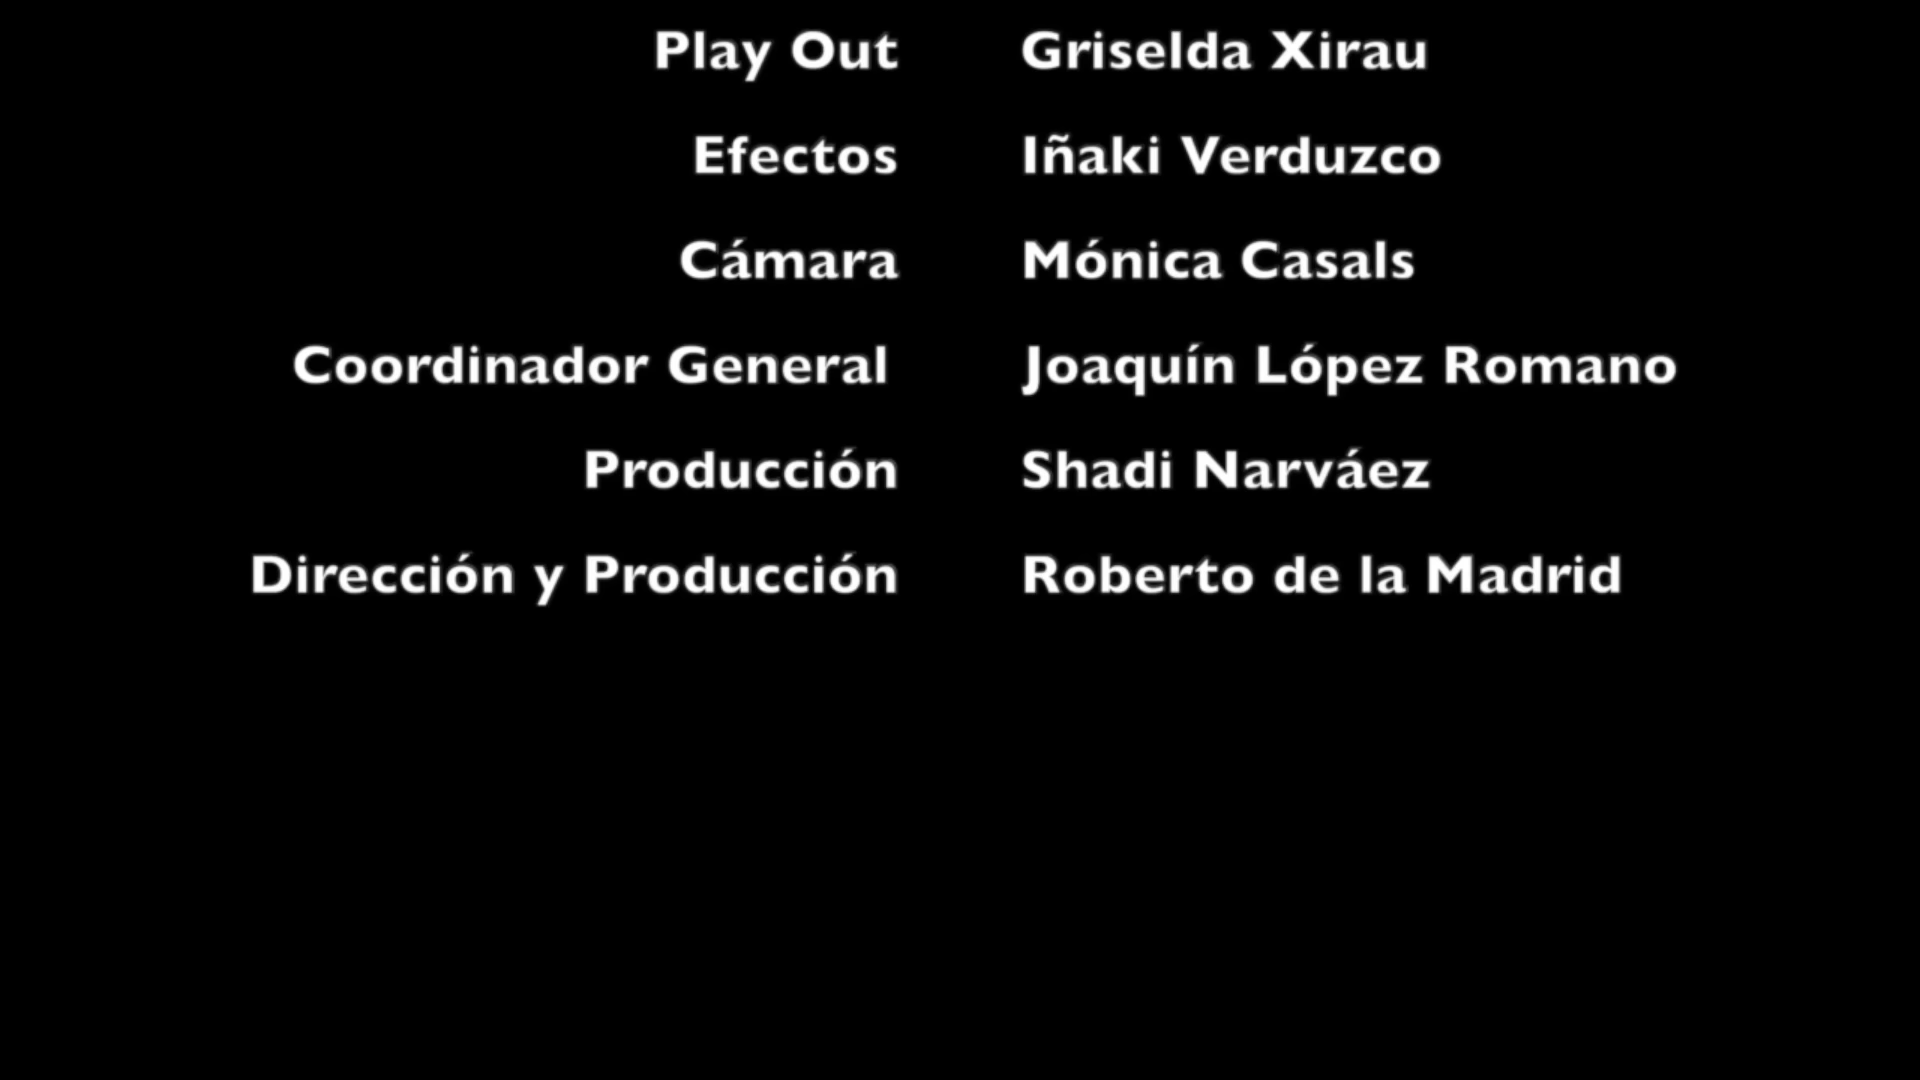 Play Out Griselda Xirau
Efectos Iñaki Verduzco
Cámara Mónica Casals
Coordinador General Joaquín López Romano
Producción Shadi Narváez
Dirección y Producción Roberto de la Madrid